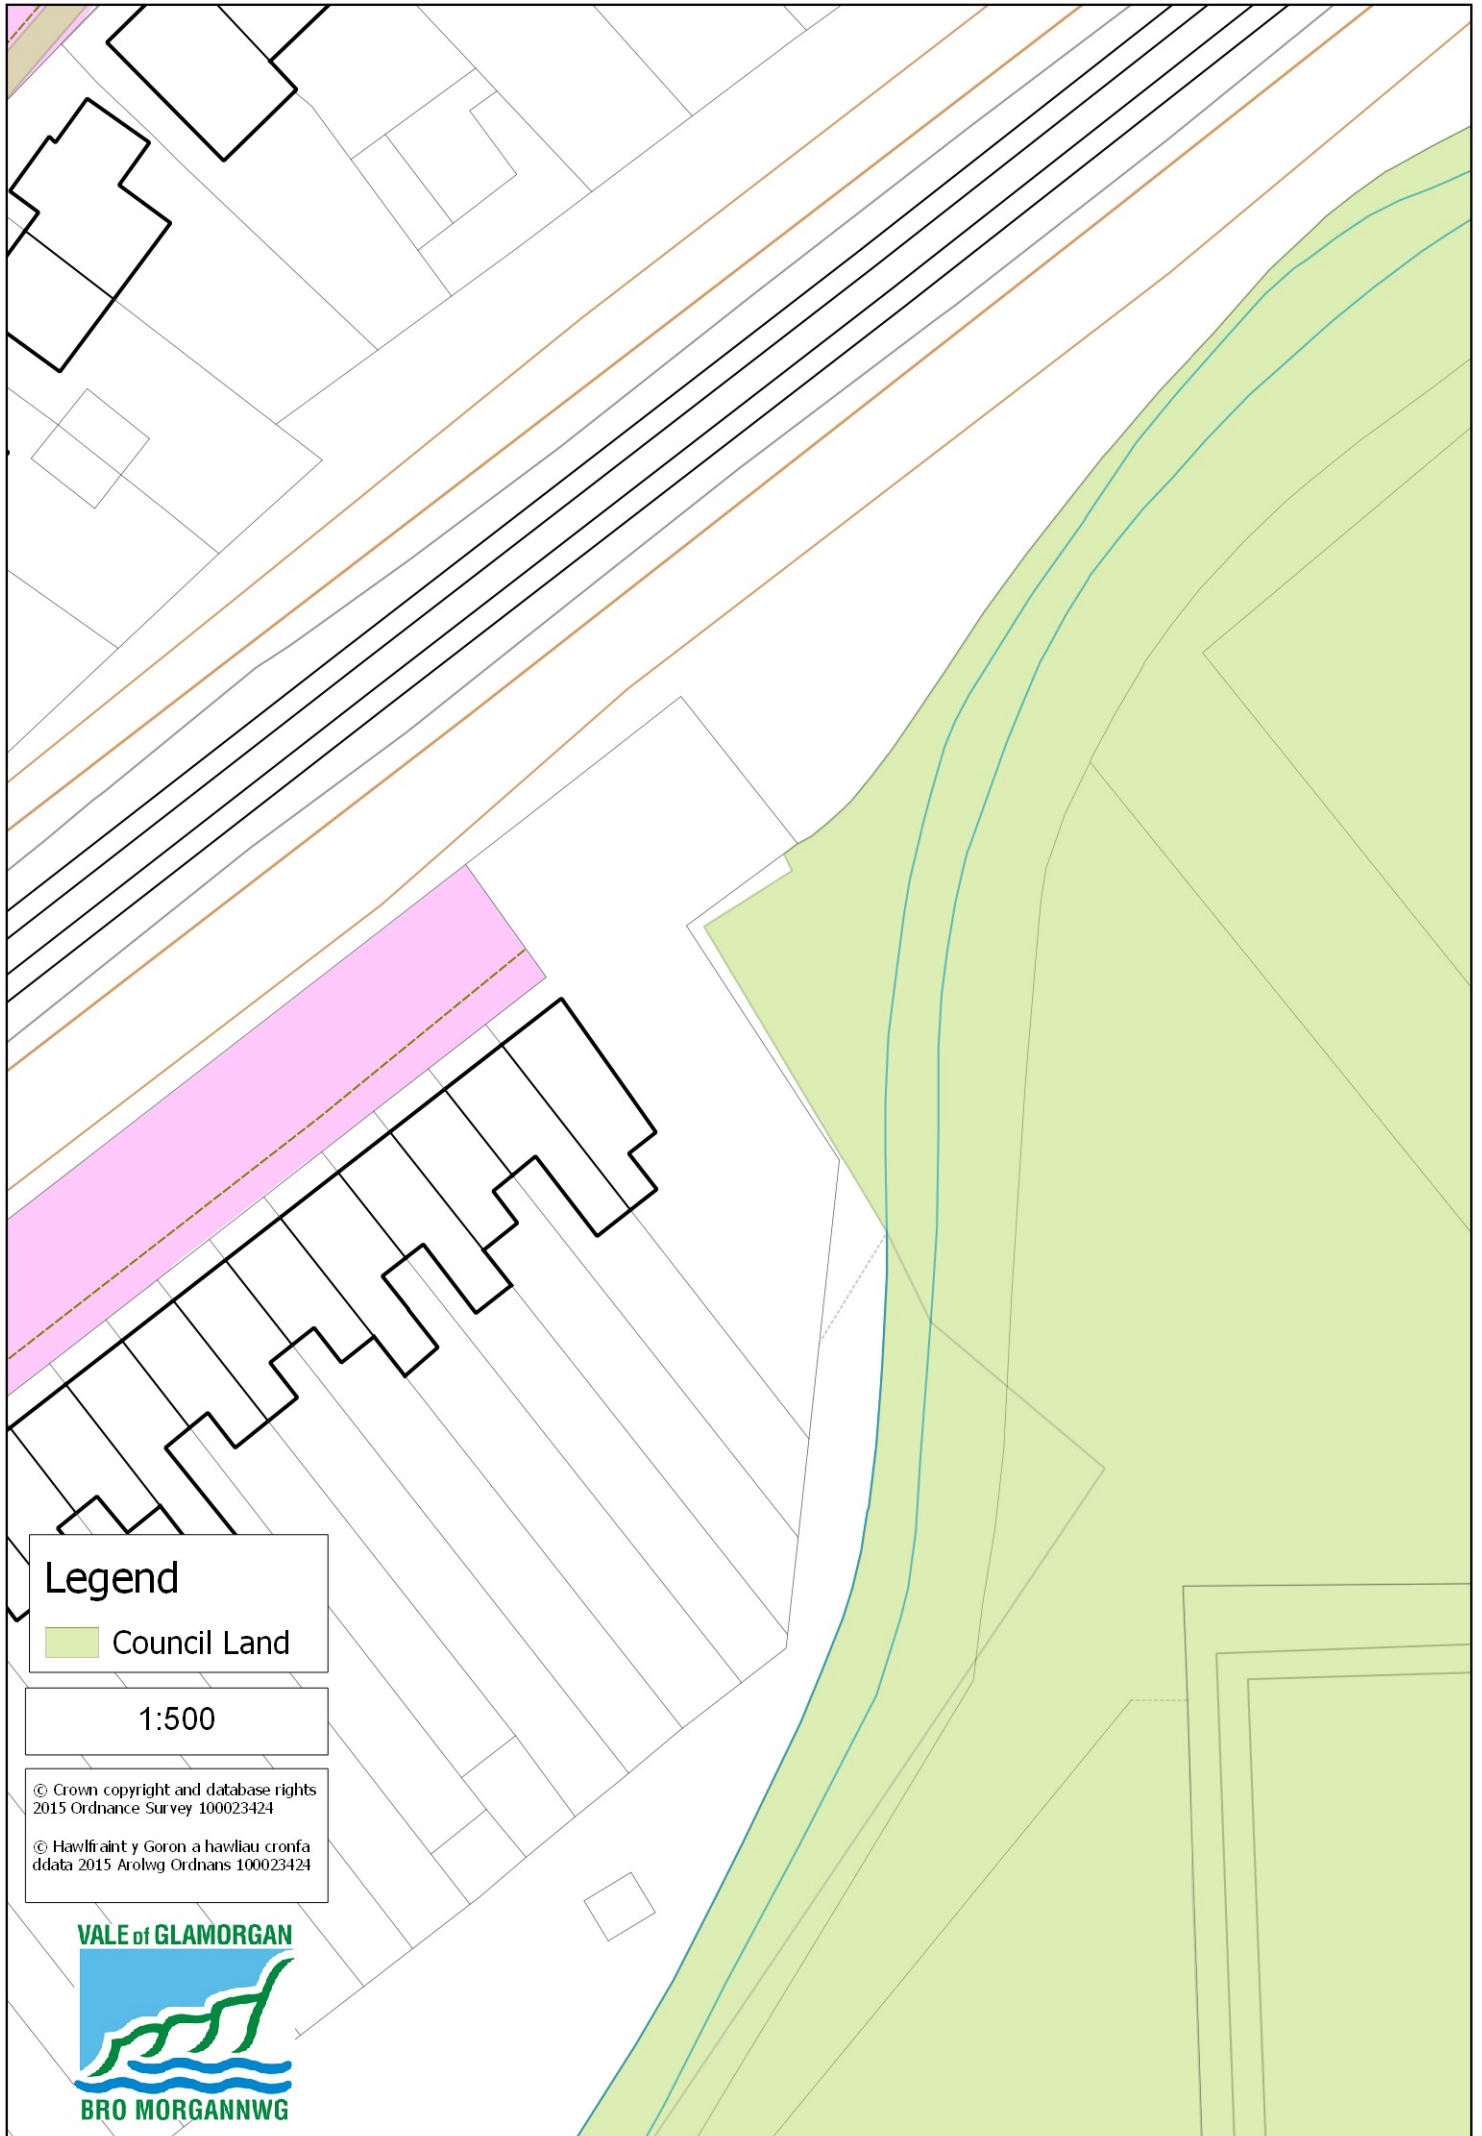 Legend
Council Land
1:500
© Crown copyright and database rights
2015 Ordnance Survey 100023424
© Hawlfraint y Goron a hawliau cronfa
ddata 2015 Arolwg Ordnans 100023424
VALE of GLAMORGAN
BRO MORGANNWG